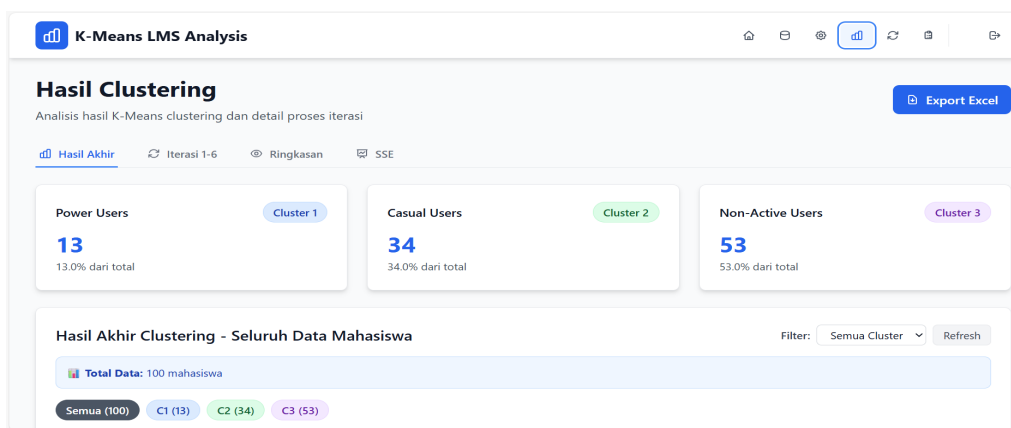 K-Means LMS Analysis
Hasil Clustering
Export Excel
Analisis hasil K-Means clustering dan detail proses iterasi
Hasil Akhir Iterasi 1-6 Ringkasan SSE
Power Users Cluster 1
13
13.0% dari total
Casual Users Cluster 2
34
34.0% dari total
Non-Active Users Cluster 3
53
53.0% dari total
Hasil Akhir Clustering - Seluruh Data Mahasiswa
Filter: Semua Cluster Refresh
Total Data: 100 mahasiswa
Semua (100) C1 (13) C2 (34) C3 (53)